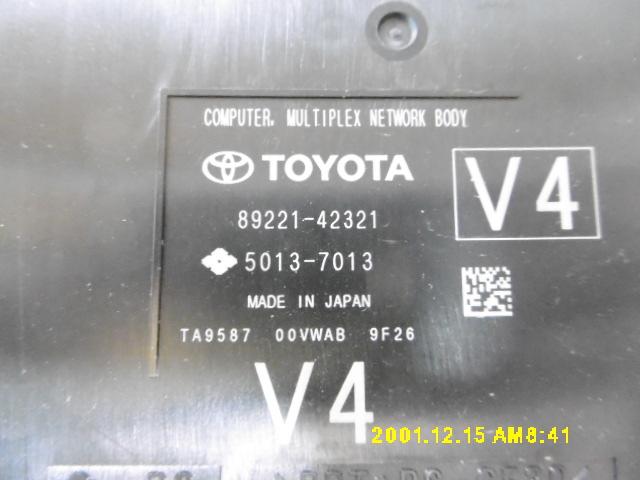 COMPUTER, MULTIPLEX NETWORK BODY
TOYOTA
V4
89221-42321
5013-7013
MADE IN JAPAN
TA9587 00VWAB 9F26
V4
2001.12.15 AM8:41